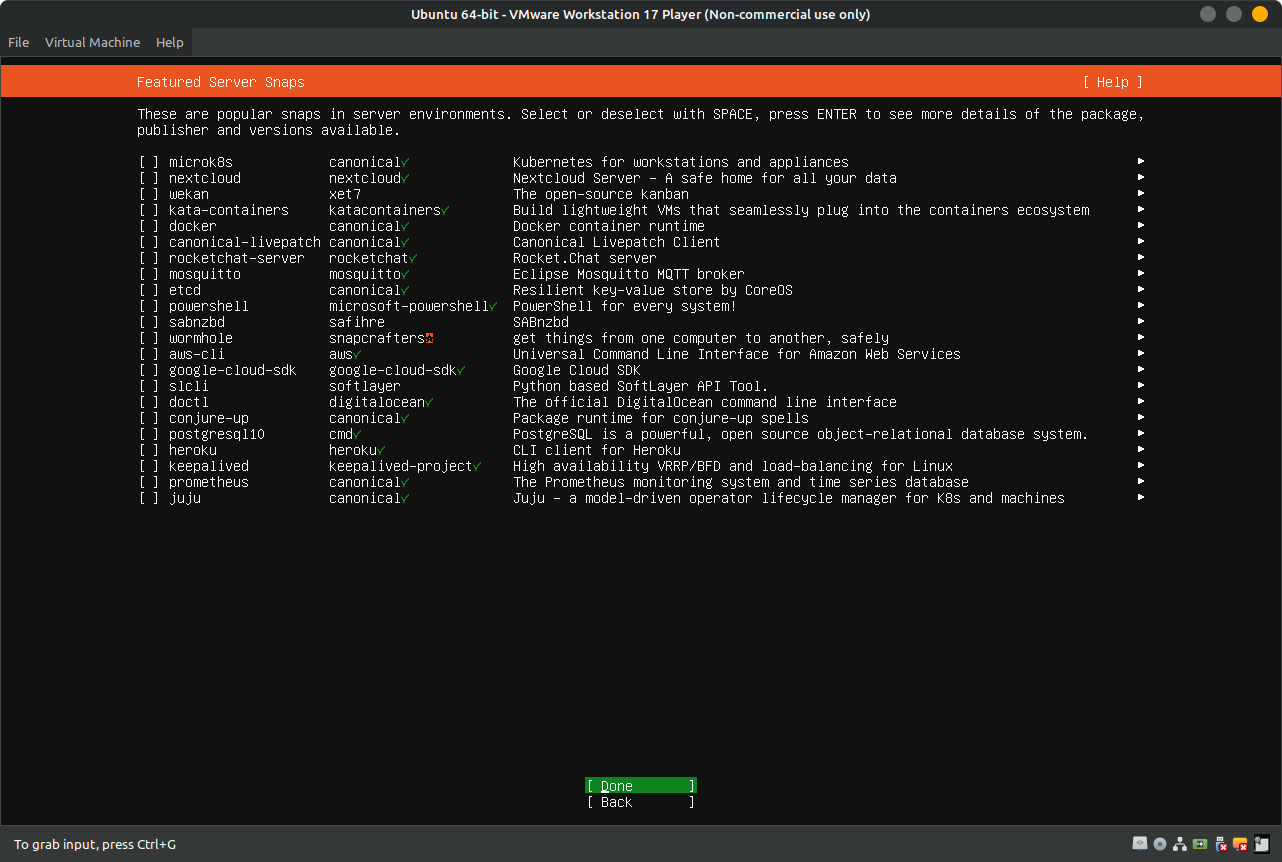 Ubuntu 64-bit - VMware Workstation 17 Player (Non-commercial use only)
File Virtual Machine Help
Featured Server Snaps [ Help ]
These are popular snaps in server environments. Select or deselect with SPACE, press ENTER to see more details of the package,
publisher and versions available.
[ ] microk8s canonical✓ Kubernetes for workstations and appliances ▸
[ ] nextcloud nextcloud✓ Nextcloud Server - A safe home for all your data ▸
[ ] wekan xet7 The open-source kanban ▸
[ ] kata-containers katacontainers✓ Build lightweight VMs that seamlessly plug into the containers ecosystem ▸
[ ] docker canonical✓ Docker container runtime ▸
[ ] canonical-livepatch canonical✓ Canonical Livepatch Client ▸
[ ] rocketchat-server rocketchat✓ Rocket.Chat server ▸
[ ] mosquitto mosquitto✓ Eclipse Mosquitto MQTT broker ▸
[ ] etcd canonical✓ Resilient key-value store by CoreOS ▸
[ ] powershell microsoft-powershell✓ PowerShell for every system! ▸
[ ] sabnzbd safihre SABnzbd ▸
[ ] wormhole snapcrafters✪ get things from one computer to another, safely ▸
[ ] aws-cli aws✓ Universal Command Line Interface for Amazon Web Services ▸
[ ] google-cloud-sdk google-cloud-sdk✓ Google Cloud SDK ▸
[ ] slcli softlayer Python based SoftLayer API Tool. ▸
[ ] doctl digitalocean✓ The official DigitalOcean command line interface ▸
[ ] conjure-up canonical✓ Package runtime for conjure-up spells ▸
[ ] postgresql10 cmd✓ PostgreSQL is a powerful, open source object-relational database system. ▸
[ ] heroku heroku✓ CLI client for Heroku ▸
[ ] keepalived keepalived-project✓ High availability VRRP/BFD and load-balancing for Linux ▸
[ ] prometheus canonical✓ The Prometheus monitoring system and time series database ▸
[ ] juju canonical✓ Juju - a model-driven operator lifecycle manager for K8s and machines ▸
[ Done ]
[ Back ]
To grab input, press Ctrl+G